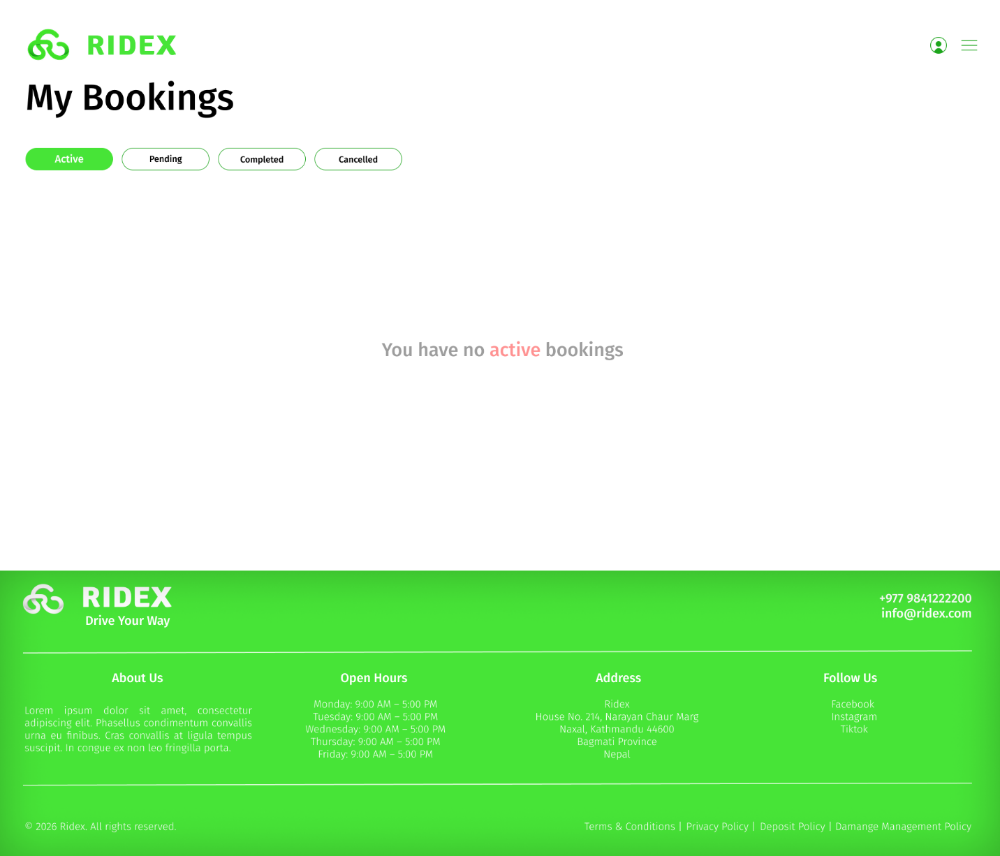 RIDEX
My Bookings
Active
Pending
Completed
Cancelled
You have no active bookings
RIDEX
Drive Your Way
+977 9841222200
info@ridex.com
About Us
Lorem ipsum dolor sit amet, consectetur
adipiscing elit. Phasellus condimentum convallis
urna eu finibus. Cras convallis at ligula tempus
suscipit. In congue ex non leo fringilla porta.
Open Hours
Monday: 9:00 AM – 5:00 PM
Tuesday: 9:00 AM – 5:00 PM
Wednesday: 9:00 AM – 5:00 PM
Thursday: 9:00 AM – 5:00 PM
Friday: 9:00 AM – 5:00 PM
Address
Ridex
House No. 214, Narayan Chaur Marg
Naxal, Kathmandu 44600
Bagmati Province
Nepal
Follow Us
Facebook
Instagram
Tiktok
© 2026 Ridex. All rights reserved.
Terms & Conditions | Privacy Policy | Deposit Policy | Damange Management Policy